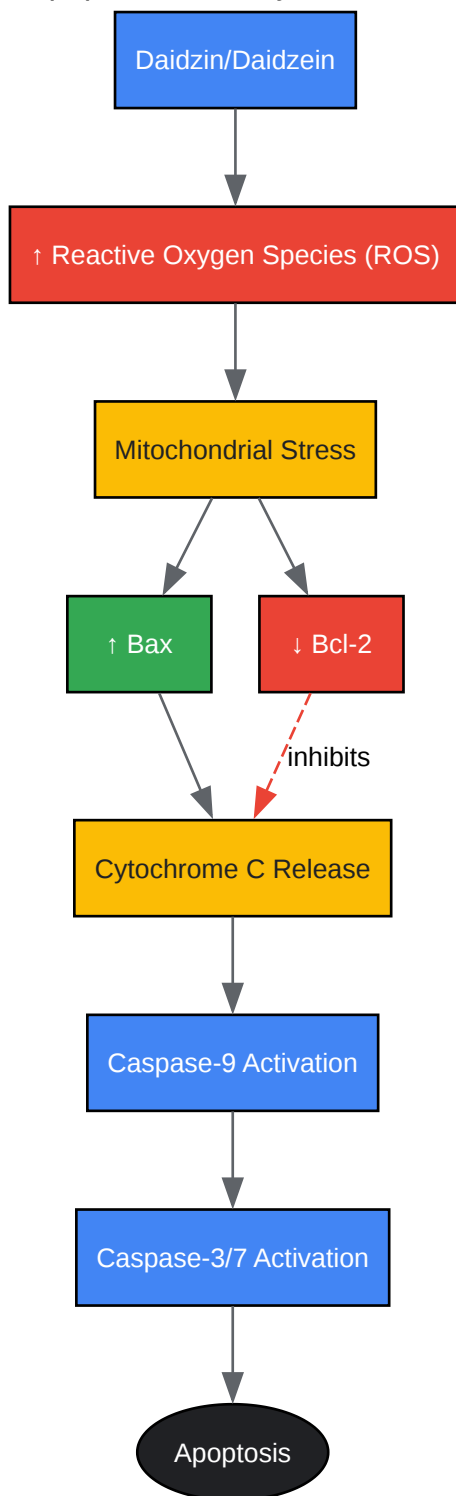 Daidzin/Daidzein
↑ Reactive Oxygen Species (ROS)
Mitochondrial Stress
↑ Bax
↓ Bcl-2
inhibits
Cytochrome C Release
Caspase-9 Activation
Caspase-3/7 Activation
Apoptosis